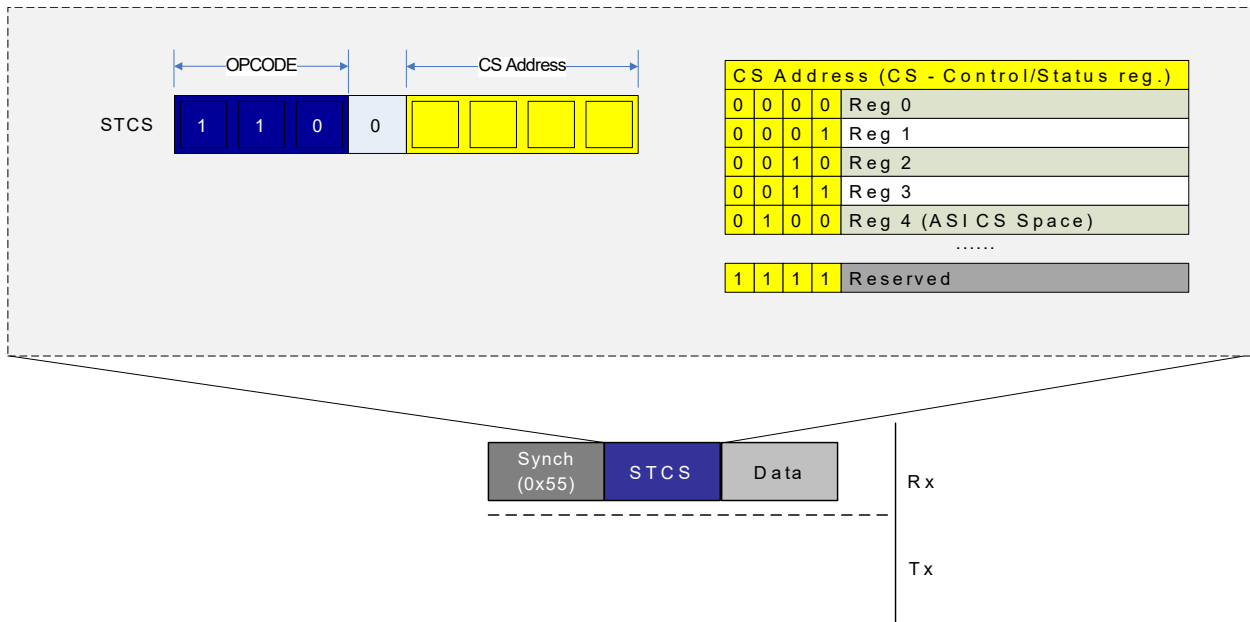 OPCODE CS Address
STCS 1 1 0 0
CS Address (CS - Control/Status reg.)
0 0 0 0 Reg 0
0 0 0 1 Reg 1
0 0 1 0 Reg 2
0 0 1 1 Reg 3
0 1 0 0 Reg 4 (ASI CS Space)
......
1 1 1 1 Reserved
Synch
(0x55)
STCS
Data
Rx
Tx